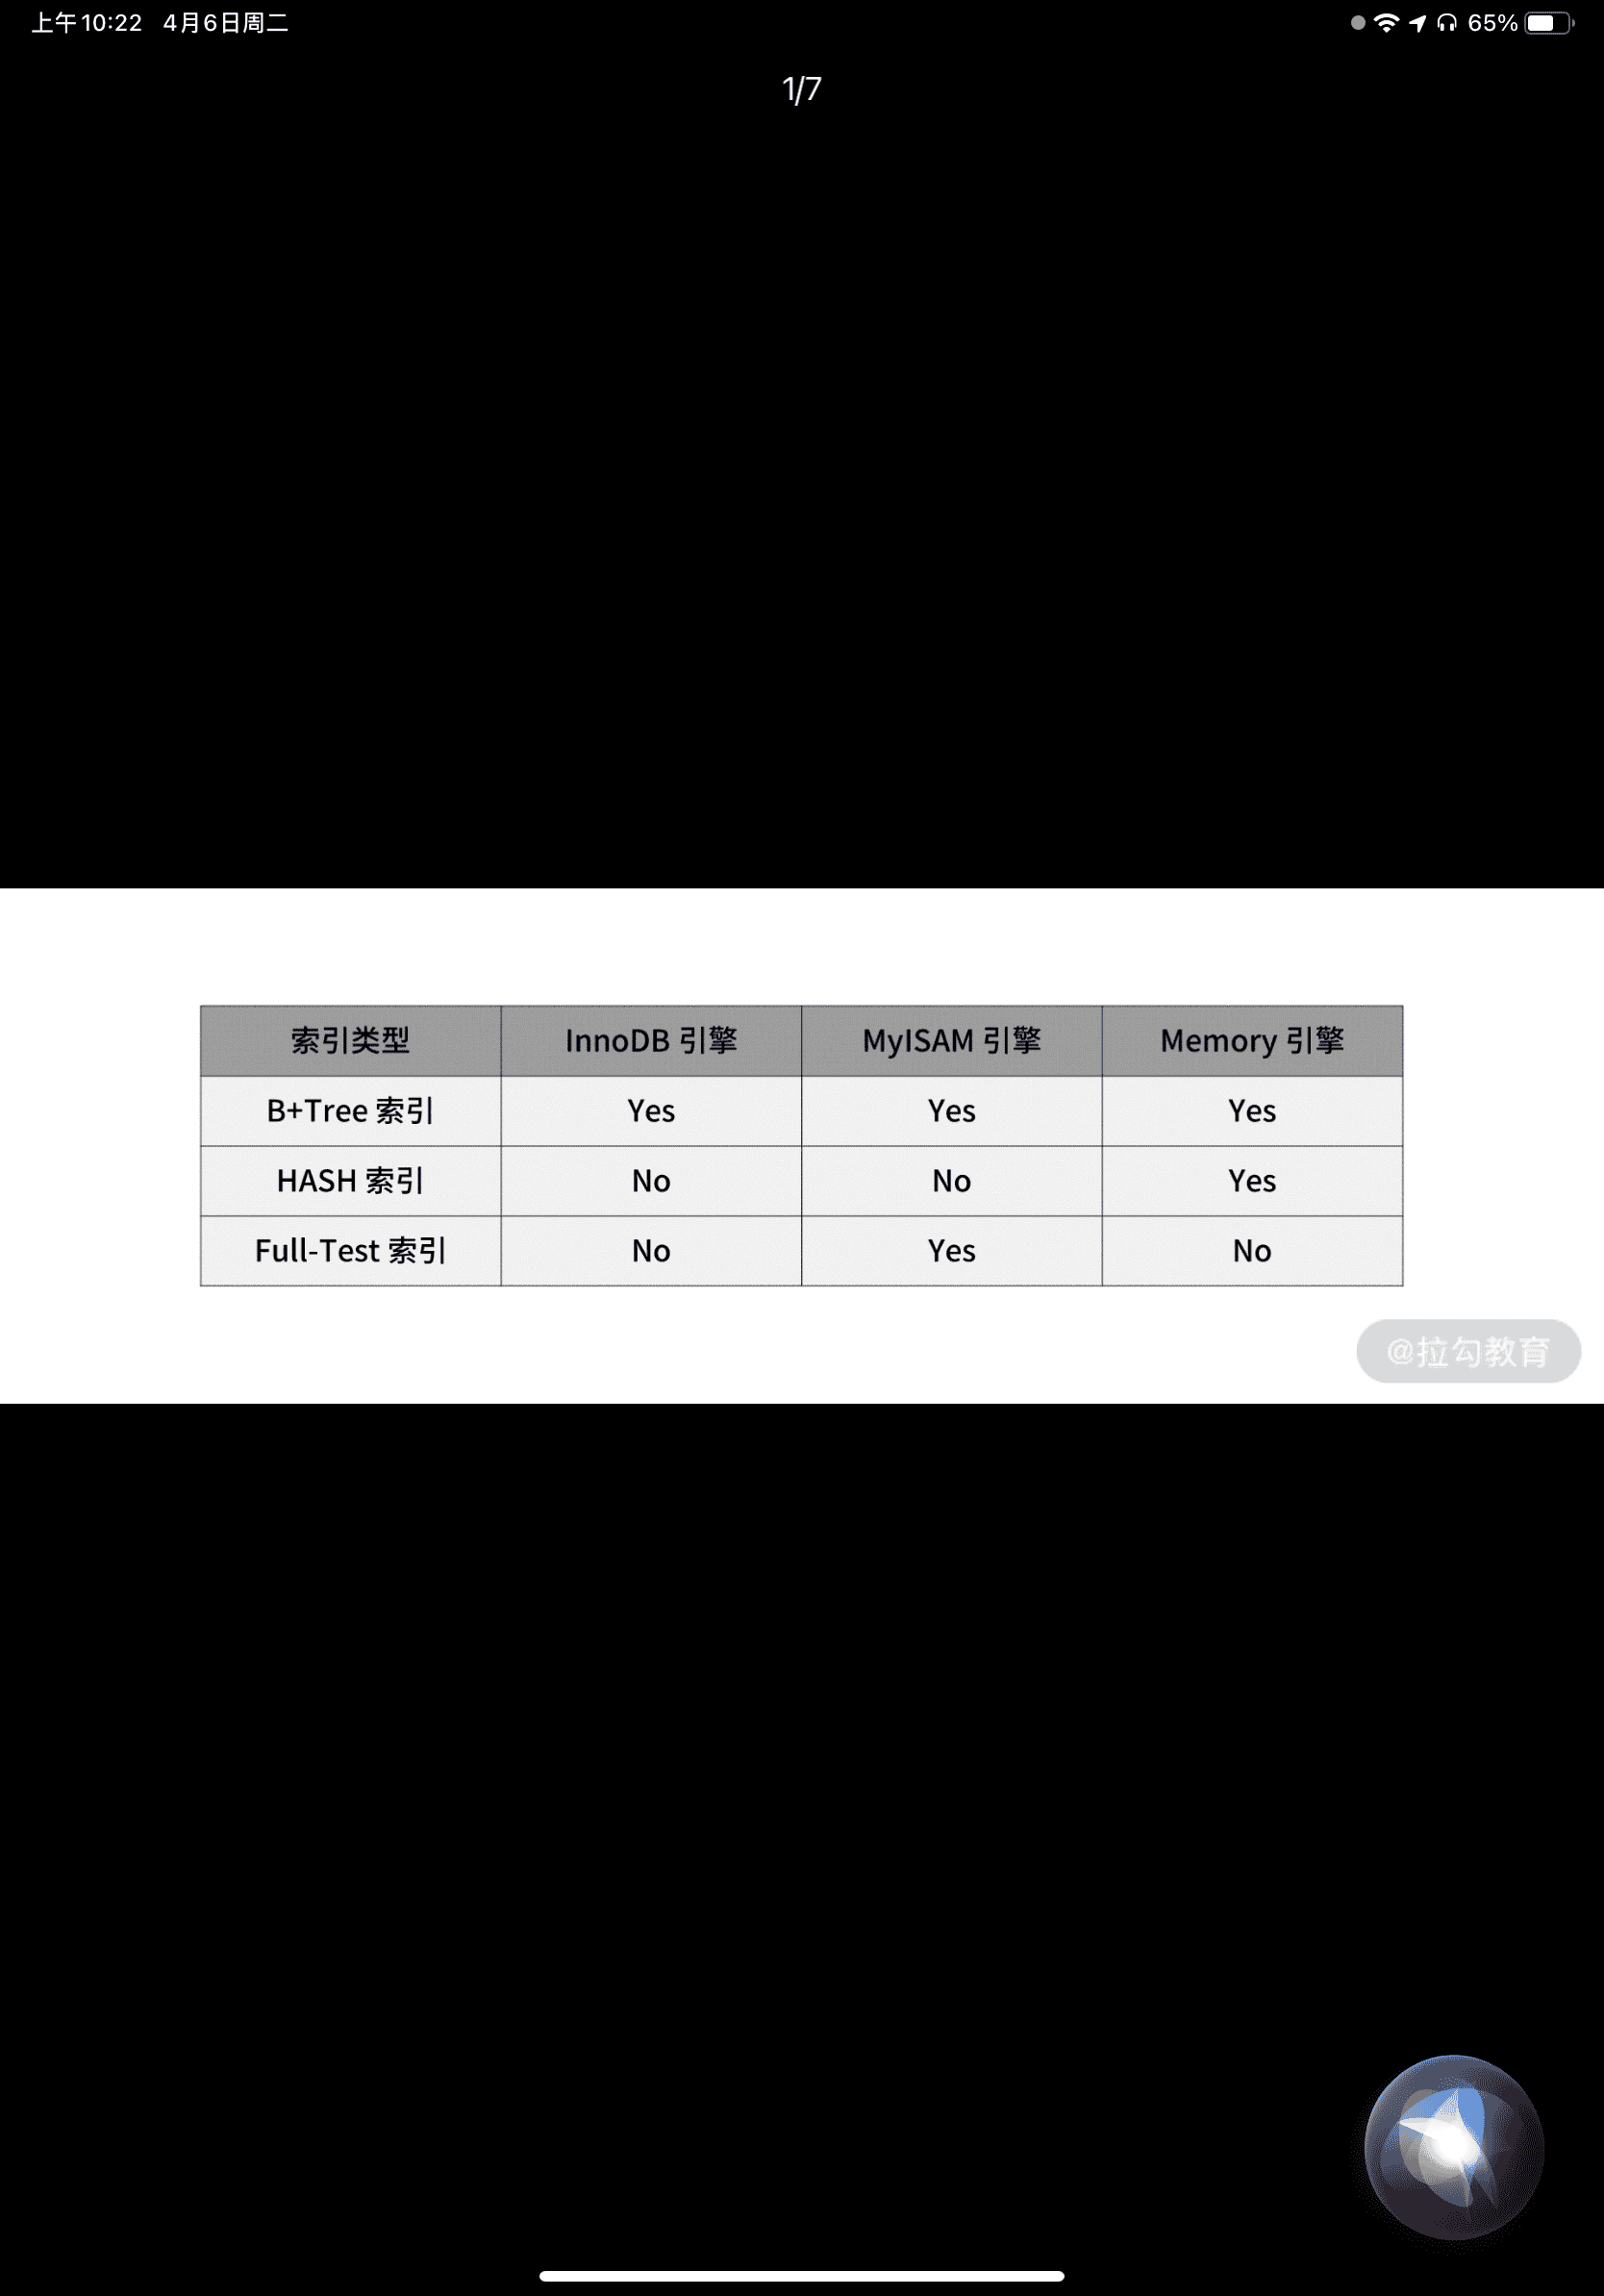 上午10:22 4月6日周二
65%
1/7
索引类型 InnoDB 引擎 MyISAM 引擎 Memory 引擎
B+Tree 索引 Yes Yes Yes
HASH 索引 No No Yes
Full-Test 索引 No Yes No
@拉勾教育